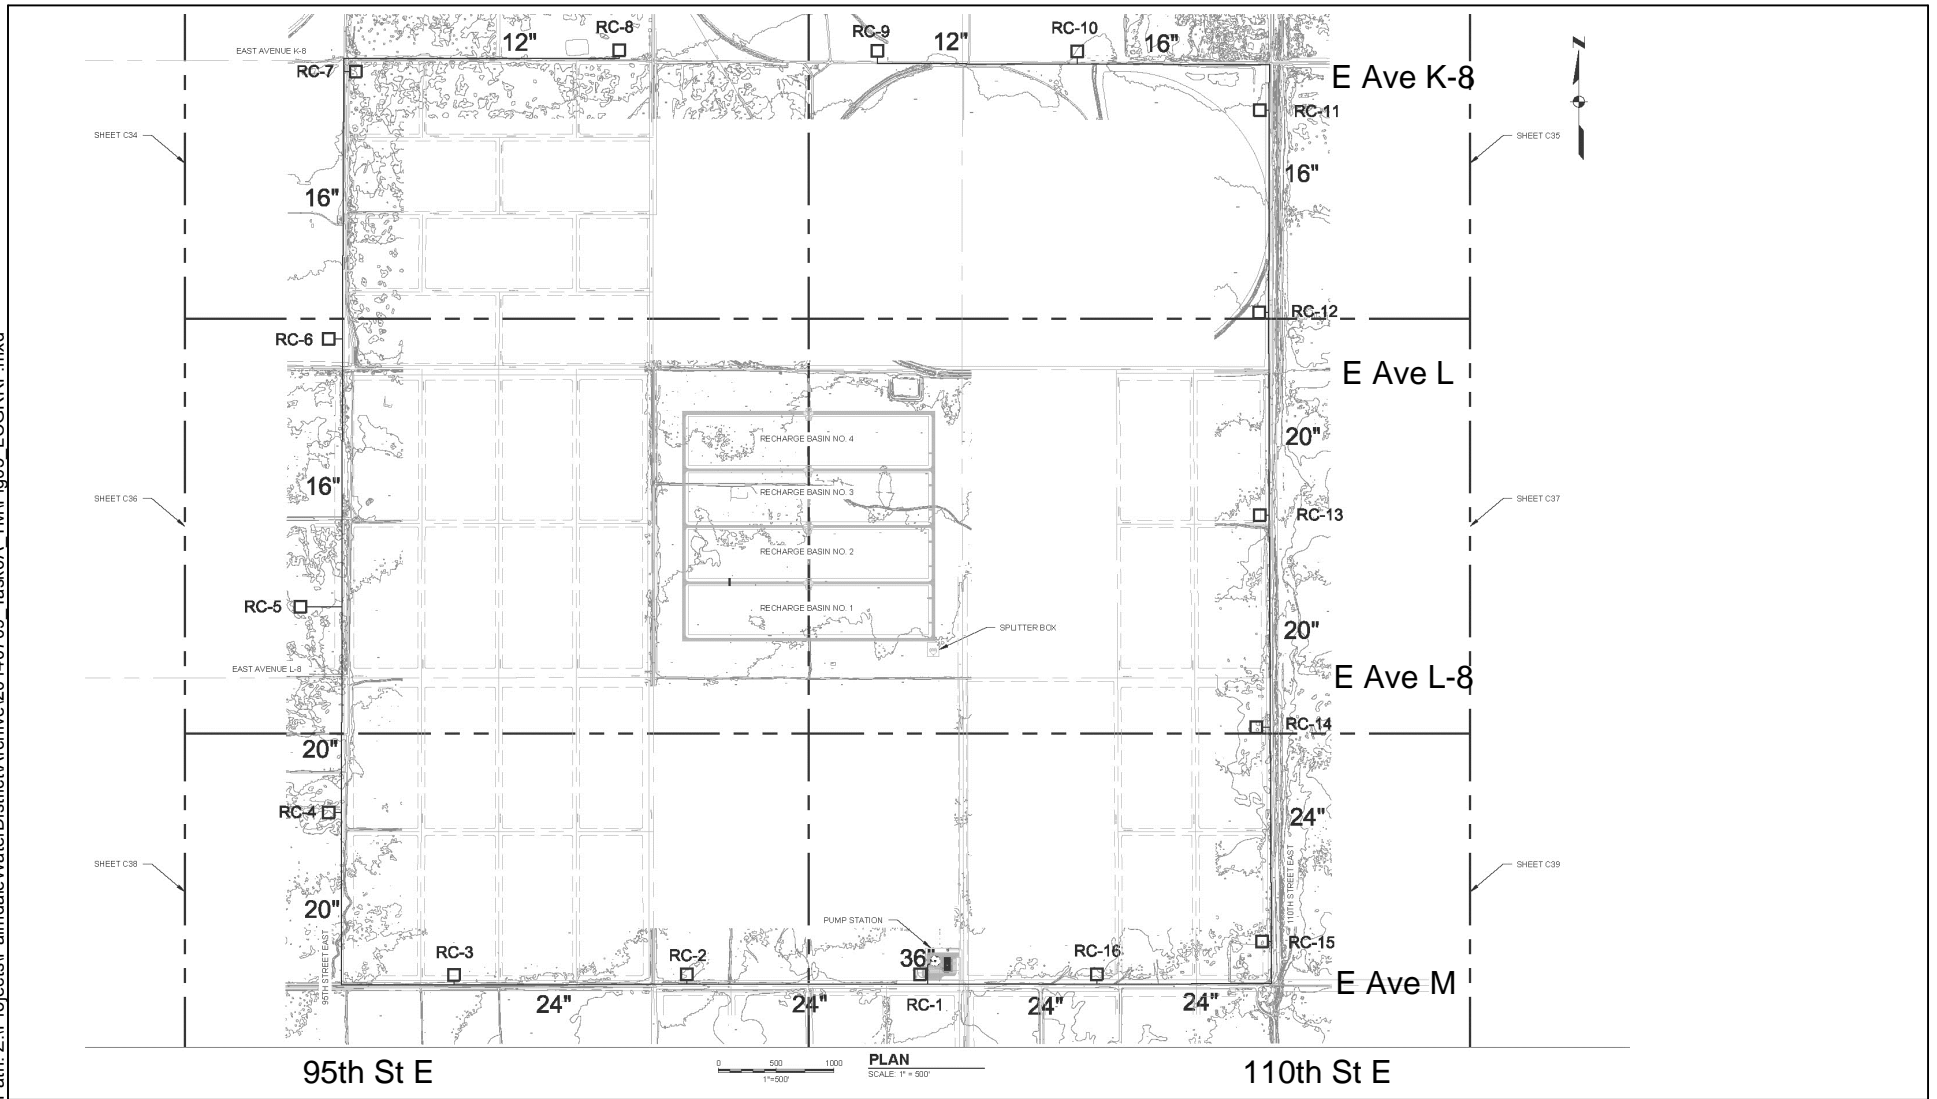 RC-8
RC-9
RC-10
12"
12"
16"
EAST AVENUE K-8
RC-7
E Ave K-8
RC-11
SHEET C34
SHEET C35
16"
16"
RC-6
RC-12
E Ave L
20"
RECHARGE BASIN NO. 4
16"
RECHARGE BASIN NO. 3
SHEET C36
SHEET C37
RC-13
RECHARGE BASIN NO. 2
RC-5
RECHARGE BASIN NO. 1
SPLITTER BOX
20"
EAST AVENUE L-8
E Ave L-8
RC-14
20"
RC-4
24"
SHEET C38
SHEET C39
20"
95TH STREET EAST
110TH STREET EAST
PUMP STATION
RC-3
RC-2
36"
RC-16
RC-15
E Ave M
24"
24"
RC-1
24"
24"
95th St E
0 500 1000
1"=500'
PLAN
SCALE: 1" = 500'
110th St E